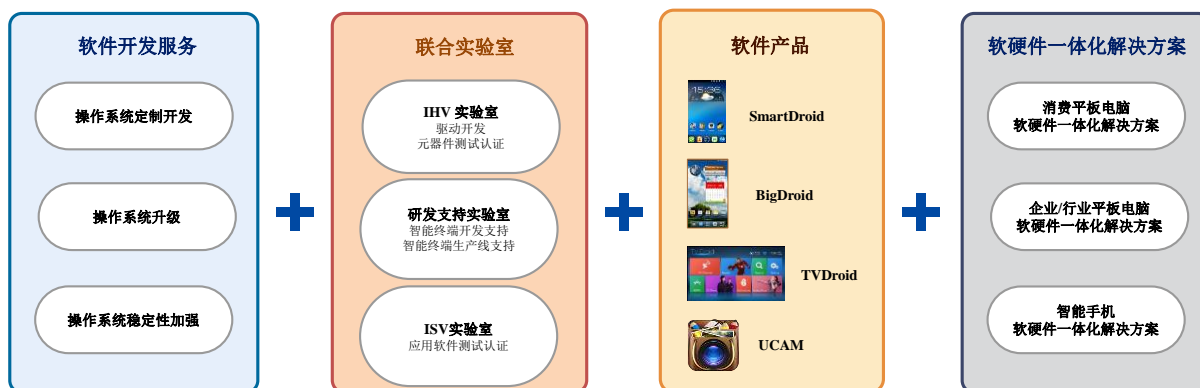 软件开发服务
操作系统定制开发
操作系统升级
操作系统稳定性加强
联合实验室
IHV 实验室
驱动开发
元器件测试认证
研发支持实验室
智能终端开发支持
智能终端生产线支持
ISV实验室
应用软件测试认证
软件产品
15:36
SmartDroid
BigDroid
TVDroid
UCAM
软硬件一体化解决方案
消费平板电脑
软硬件一体化解决方案
企业/行业平板电脑
软硬件一体化解决方案
智能手机
软硬件一体化解决方案